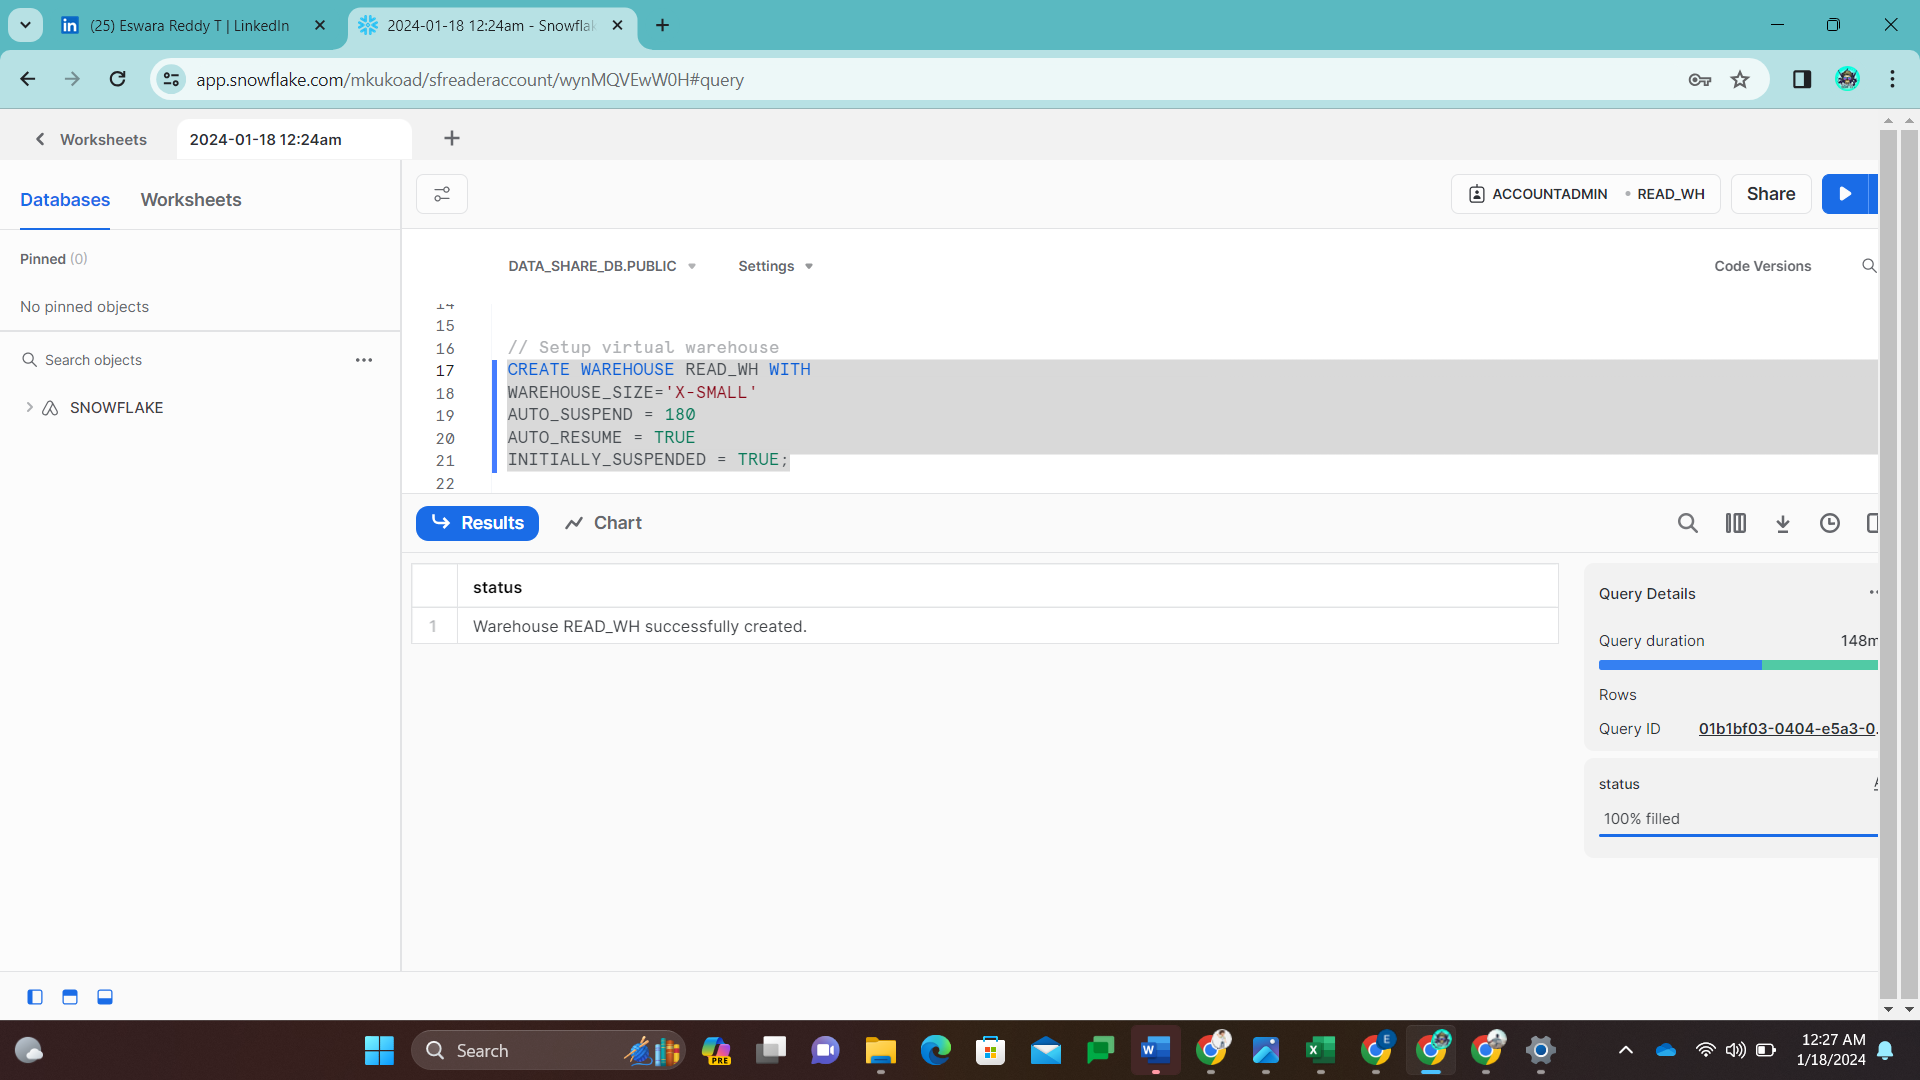 (25) Eswara Reddy T | LinkedIn
2024-01-18 12:24am - Snowflak
app.snowflake.com/mkukoad/sfreaderaccount/wynMQVEwW0H#query
Worksheets
2024-01-18 12:24am
Databases
Worksheets
ACCOUNTADMIN • READ_WH
Share
Pinned (0)
No pinned objects
Search objects
SNOWFLAKE
DATA_SHARE_DB.PUBLIC
Settings
Code Versions
14
15
16 // Setup virtual warehouse
17 CREATE WAREHOUSE READ_WH WITH
18 WAREHOUSE_SIZE='X-SMALL'
19 AUTO_SUSPEND = 180
20 AUTO_RESUME = TRUE
21 INITIALLY_SUSPENDED = TRUE;
22
Results
Chart
status
1 Warehouse READ_WH successfully created.
Query Details
Query duration 148m
Rows
Query ID 01b1bf03-0404-e5a3-0.
status
100% filled
Search
PRE
E
12:27 AM
1/18/2024